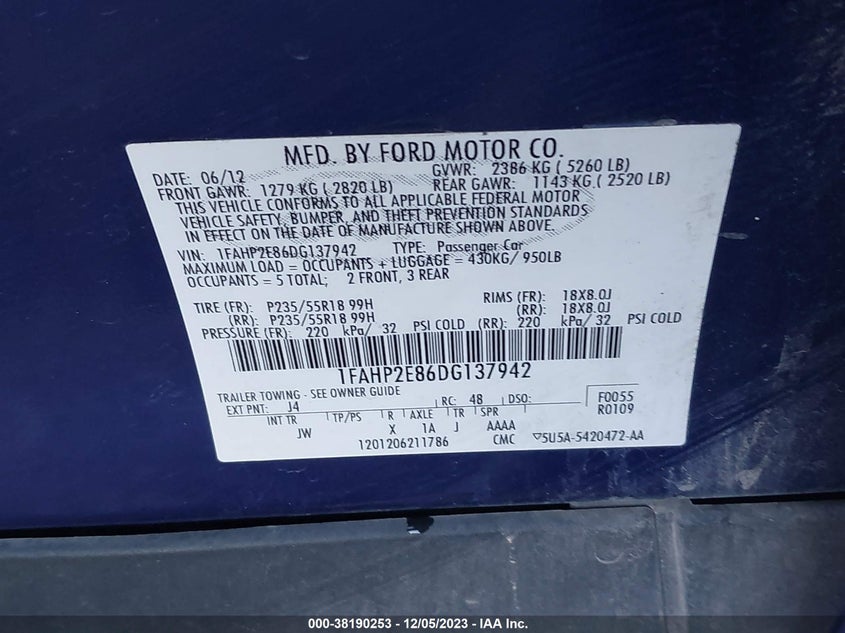 MFD. BY FORD MOTOR CO.
DATE: 06/12 GVWR: 2386 KG ( 5260 LB)
FRONT GAWR: 1279 KG ( 2820 LB) REAR GAWR: 1143 KG ( 2520 LB)
THIS VEHICLE CONFORMS TO ALL APPLICABLE FEDERAL MOTOR
VEHICLE SAFETY, BUMPER, AND THEFT PREVENTION STANDARDS
IN EFFECT ON THE DATE OF MANUFACTURE SHOWN ABOVE.
VIN: 1FAHP2E86DG137942 TYPE: Passenger Car
MAXIMUM LOAD = OCCUPANTS + LUGGAGE = 430KG/ 950LB
OCCUPANTS = 5 TOTAL; 2 FRONT, 3 REAR
TIRE (FR): P235/55R18 99H RIMS (FR): 18X8.0J
(RR): P235/55R18 99H (RR): 18X8.0J
PRESSURE (FR): 220 kPa/ 32 PSI COLD (RR): 220 kPa/ 32 PSI COLD
1FAHP2E86DG137942
TRAILER TOWING - SEE OWNER GUIDE
EXT PNT: J4 RC: 48 DSO: F0055
INT TR TP/PS R AXLE TR SPR R0109
JW X 1A J AAAA
1201206211786 CMC ▽5U5A-5420472-AA
000-38190253 - 12/05/2023 - IAA Inc.